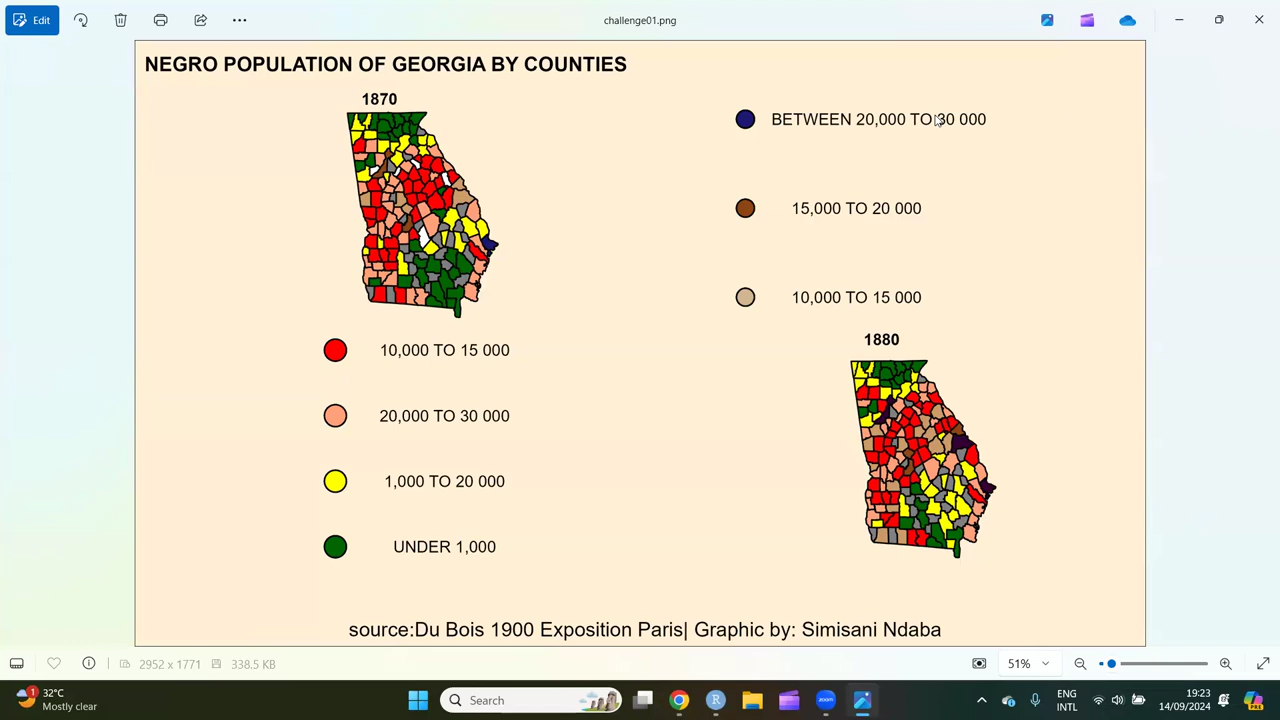 Edit
challenge01.png
NEGRO POPULATION OF GEORGIA BY COUNTIES
1870
BETWEEN 20,000 TO 30 000
15,000 TO 20 000
10,000 TO 15 000
1880
10,000 TO 15 000
20,000 TO 30 000
1,000 TO 20 000
UNDER 1,000
source:Du Bois 1900 Exposition Paris| Graphic by: Simisani Ndaba
2952 x 1771
338.5 KB
51%
1
32°C
Mostly clear
Search
zoom
R
ENG
INTL
19:23
14/09/2024